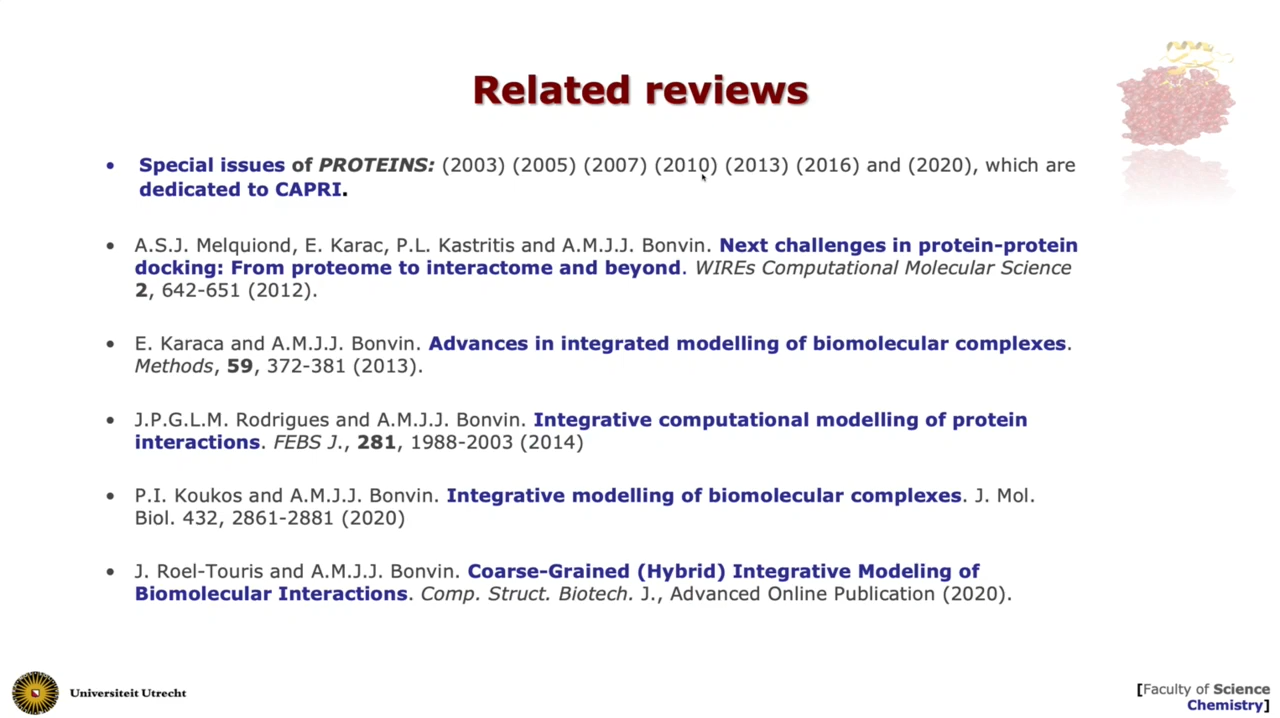 Related reviews
• Special issues of PROTEINS: (2003) (2005) (2007) (2010) (2013) (2016) and (2020), which are
dedicated to CAPRI.
• A.S.J. Melquiond, E. Karac, P.L. Kastritis and A.M.J.J. Bonvin. Next challenges in protein-protein
docking: From proteome to interactome and beyond. WIREs Computational Molecular Science
2, 642-651 (2012).
• E. Karaca and A.M.J.J. Bonvin. Advances in integrated modelling of biomolecular complexes.
Methods, 59, 372-381 (2013).
• J.P.G.L.M. Rodrigues and A.M.J.J. Bonvin. Integrative computational modelling of protein
interactions. FEBS J., 281, 1988-2003 (2014)
• P.I. Koukos and A.M.J.J. Bonvin. Integrative modelling of biomolecular complexes. J. Mol.
Biol. 432, 2861-2881 (2020)
• J. Roel-Touris and A.M.J.J. Bonvin. Coarse-Grained (Hybrid) Integrative Modeling of
Biomolecular Interactions. Comp. Struct. Biotech. J., Advanced Online Publication (2020).
Universiteit Utrecht
[Faculty of Science
Chemistry]